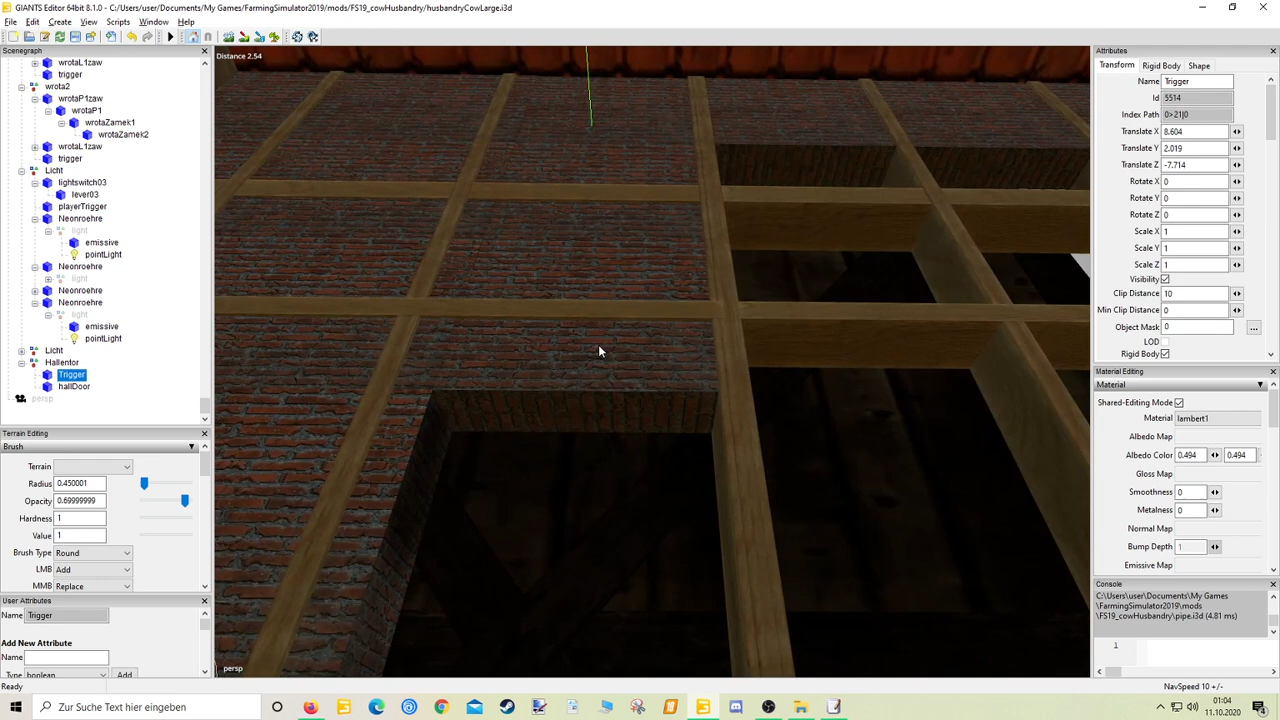 GIANTS Editor 64bit 8.1.0 - C:/Users/user/Documents/My Games/FarmingSimulator2019/mods/FS19_cowHusbandry/husbandryCowLarge.i3d
File Edit Create View Scripts Window Help
Scenegraph
wrotaL1zaw
trigger
wrota2
wrotaP1zaw
wrotaP1
wrotaZamek1
wrotaZamek2
wrotaL1zaw
trigger
Licht
lightswitch03
lever03
playerTrigger
Neonroehre
light
emissive
pointLight
Neonroehre
light
Neonroehre
Neonroehre
light
emissive
pointLight
Licht
Hallentor
Trigger
hallDoor
persp
Terrain Editing
Brush
Terrain
Radius 0.450001
Opacity 0.69999999
Hardness 1
Value 1
Brush Type Round
LMB Add
MMB Replace
User Attributes
Name Trigger
Add New Attribute
Name
Type boolean Add
Ready
Distance 2.54
persp
Attributes
Transform Rigid Body Shape
Name Trigger
Id 5514
Index Path 0>21|0
Translate X 8.604
Translate Y 2.019
Translate Z -7.714
Rotate X 0
Rotate Y 0
Rotate Z 0
Scale X 1
Scale Y 1
Scale Z 1
Visibility
Clip Distance 10
Min Clip Distance 0
Object Mask 0 ...
LOD
Rigid Body
Material Editing
Material
Shared-Editing Mode
Material lambert1
Albedo Map
Albedo Color 0.494 0.494
Gloss Map
Smoothness 0
Metalness 0
Normal Map
Bump Depth 1
Emissive Map
Console
C:/Users/user/Documents/My Games
/FarmingSimulator2019/mods
/FS19_cowHusbandry/pipe.i3d (4.81 ms)
1
NavSpeed 10 +/-
Zur Suche Text hier eingeben
01:04
11.10.2020
4